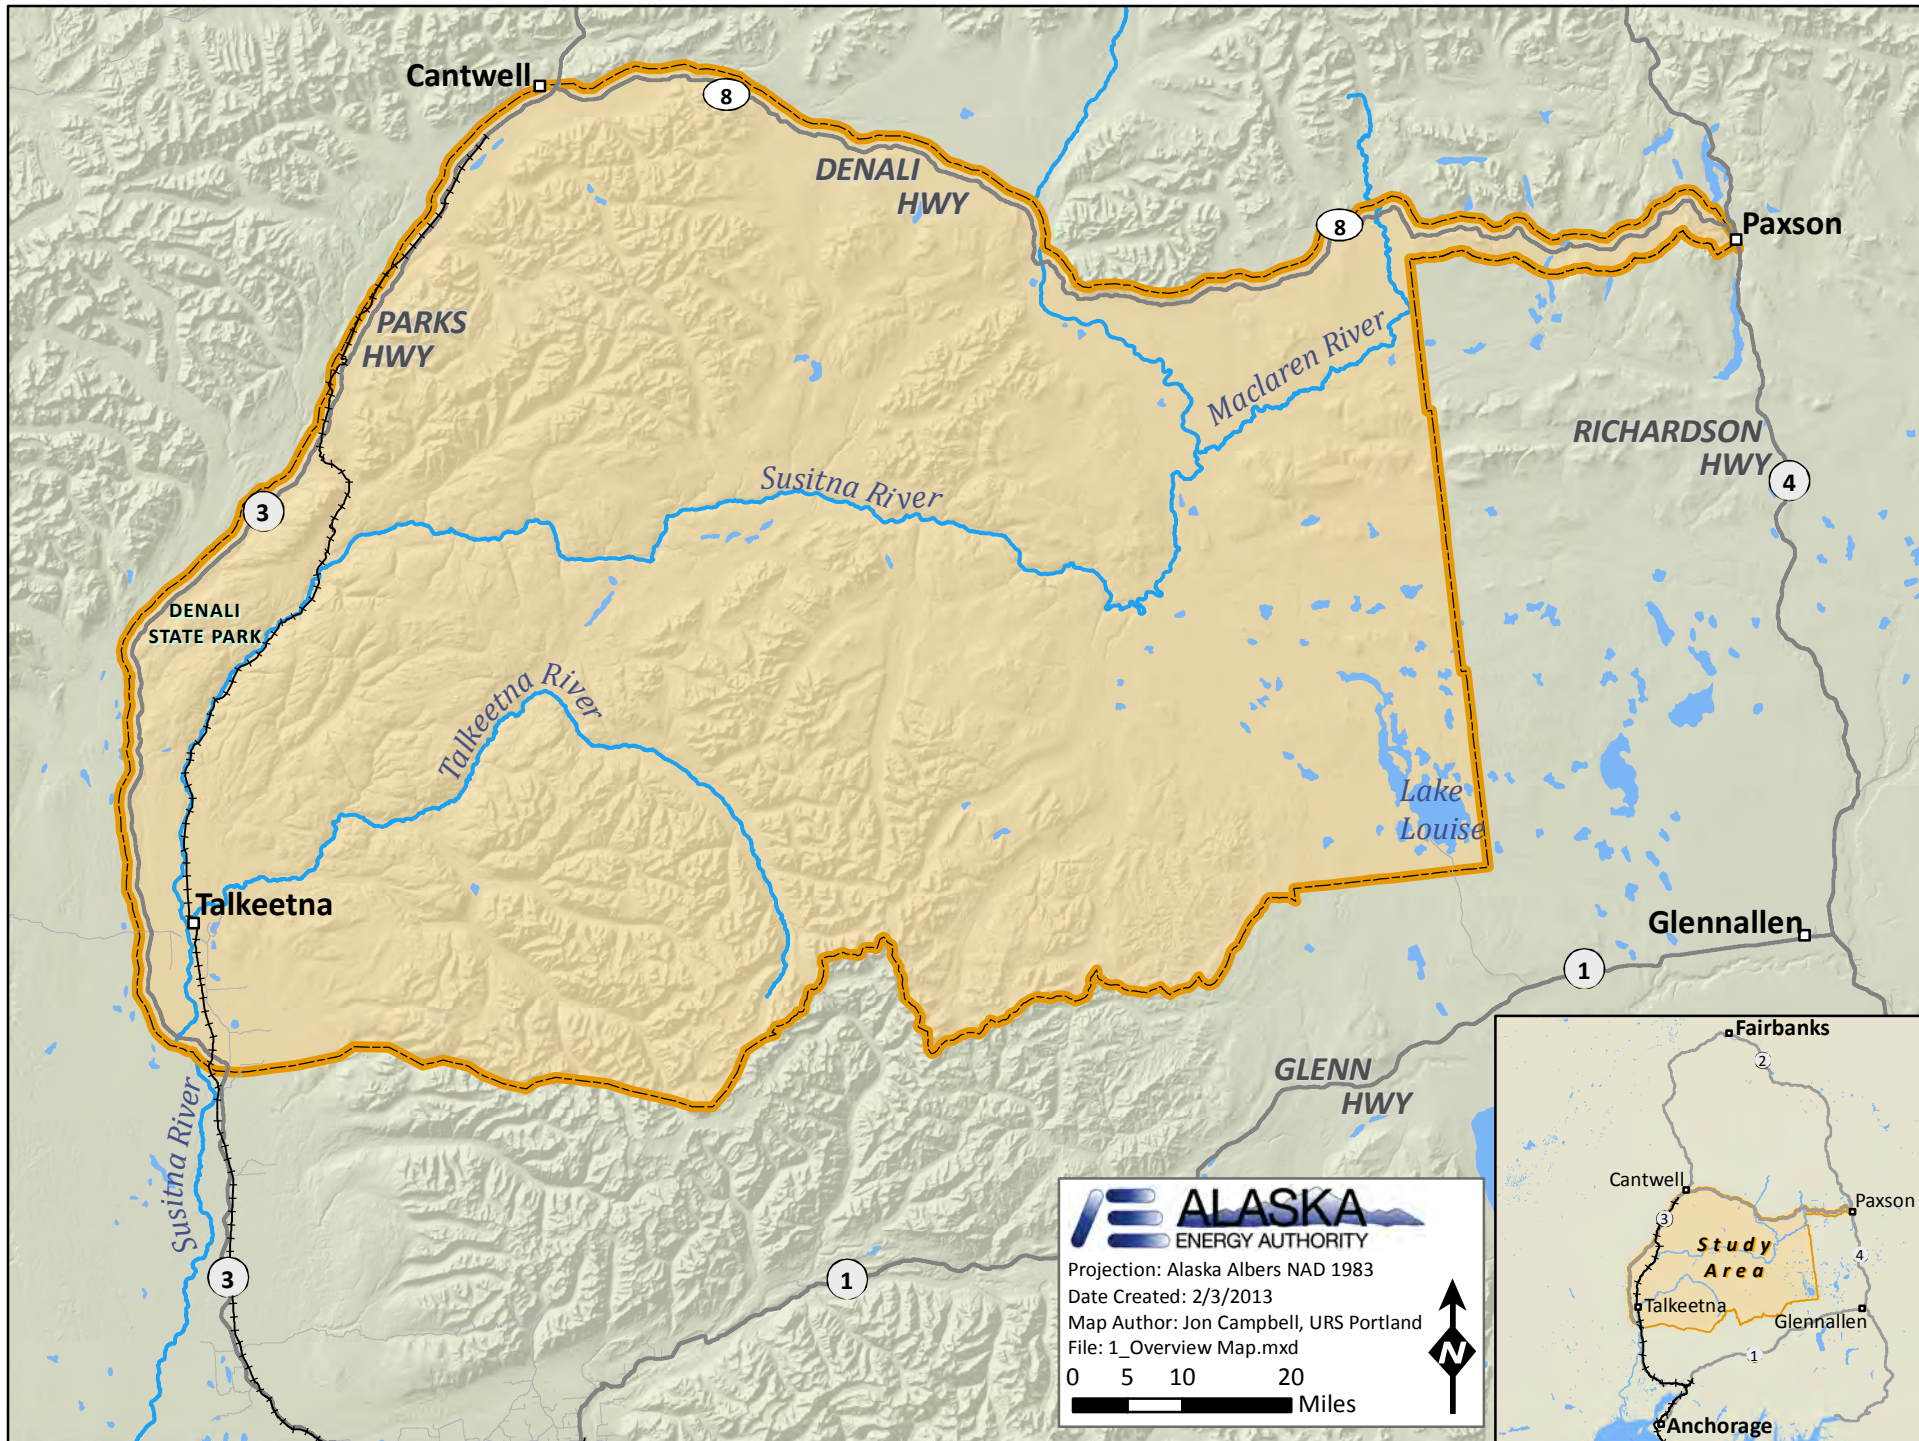 Cantwell
8
DENALI
HWY
8
Paxson
PARKS
HWY
Maclaren River
RICHARDSON
HWY
4
Susitna River
3
DENALI
STATE PARK
Talkeetna River
Lake
Louise
Talkeetna
Glennallen
1
GLENN
HWY
Susitna River
3
1
ALASKA
ENERGY AUTHORITY
Projection: Alaska Albers NAD 1983
Date Created: 2/3/2013
Map Author: Jon Campbell, URS Portland
File: 1_Overview Map.mxd
0 5 10 20
Miles
N
Fairbanks
2
Cantwell
Paxson
3
Study
Area
4
Talkeetna
Glennallen
1
Anchorage